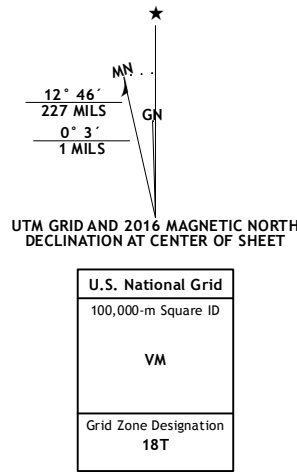 ★
MN
GN
12° 46´
227 MILS
0° 3´
1 MILS
UTM GRID AND 2016 MAGNETIC NORTH
DECLINATION AT CENTER OF SHEET
U.S. National Grid
100,000-m Square ID
VM
Grid Zone Designation
18T